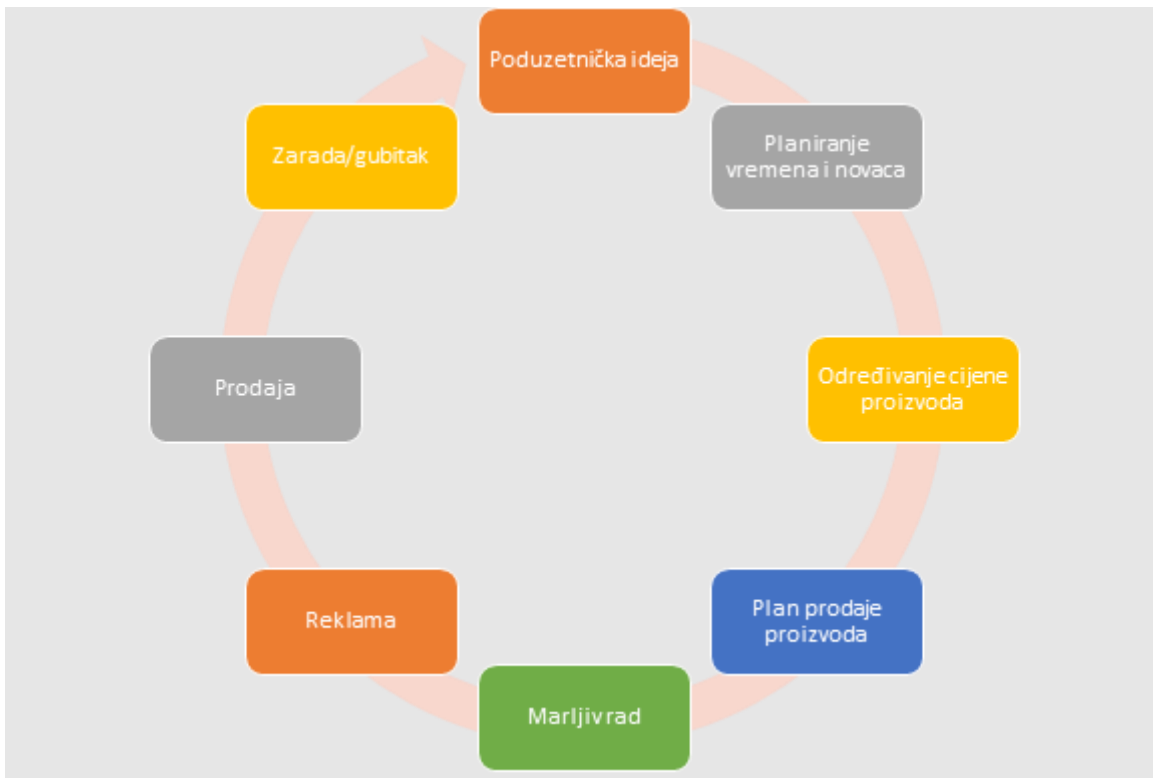 Poduzetnička ideja
Planiranje
vremena i novaca
Određivanje cijene
proizvoda
Plan prodaje
proizvoda
Marljiv rad
Reklama
Prodaja
Zarada/gubitak